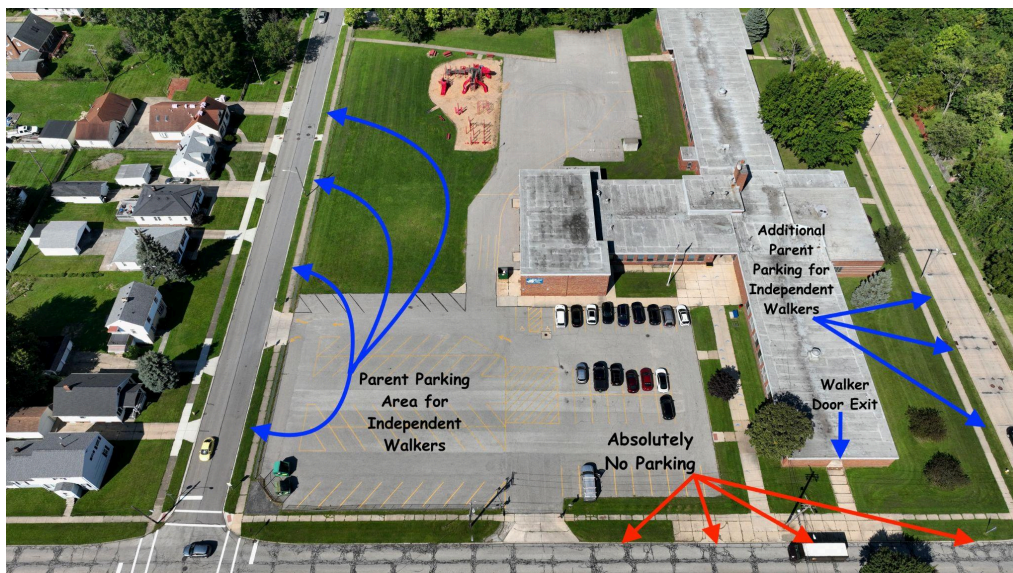 Additional
Parent
Parking for
Independent
Walkers
Parent Parking
Area for
Independent
Walkers
Walker
Door Exit
Absolutely
No Parking